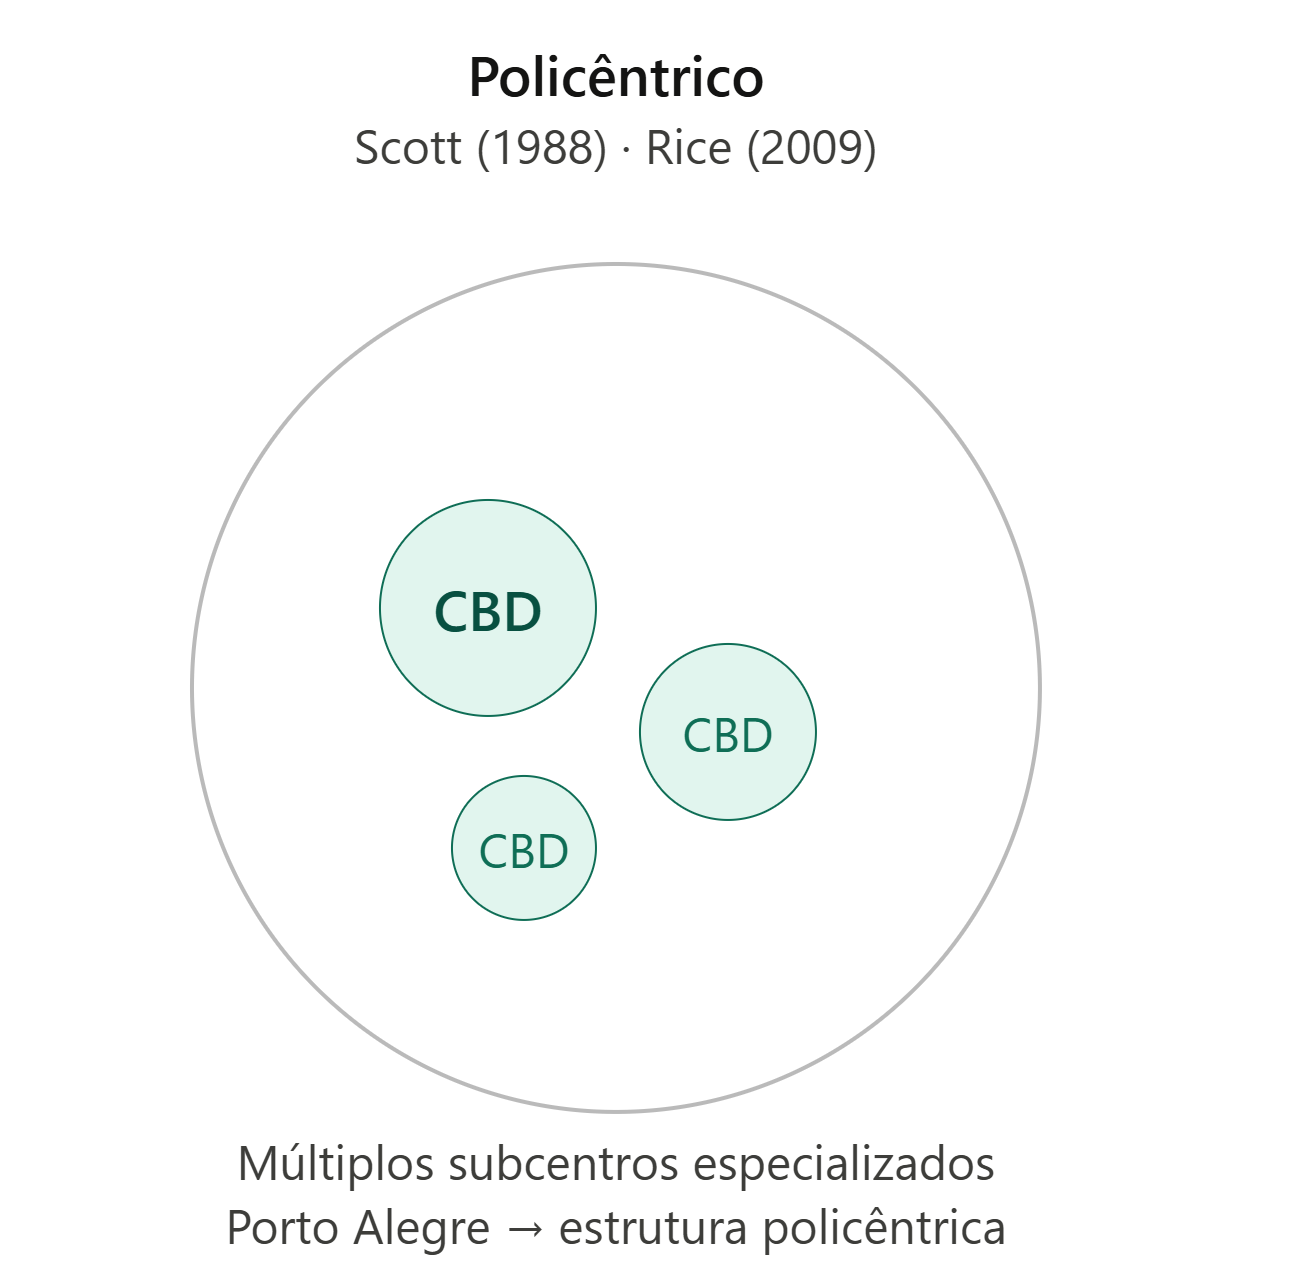 Policêntrico
Scott (1988) · Rice (2009)
CBD
CBD
CBD
Múltiplos subcentros especializados
Porto Alegre → estrutura policêntrica